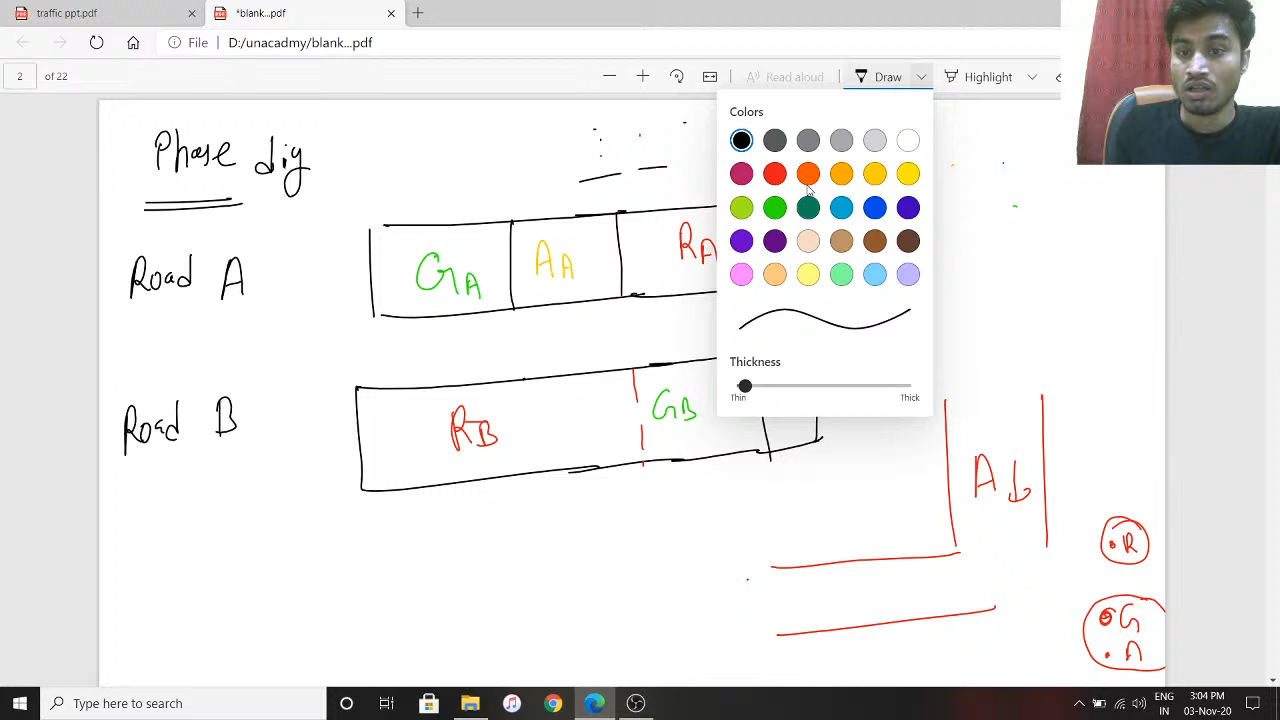 traffic ppt.pdf
*blank...pdf
File
D:/unacadmy/blank...pdf
2 of 22
Read aloud
Draw
Highlight
Colors
Thickness
Thin
Thick
Phase dig
Road A
GA
AA
RA
Road B
RB
GB
A
R
G
A
Type here to search
ENG
IN
3:04 PM
03-Nov-20